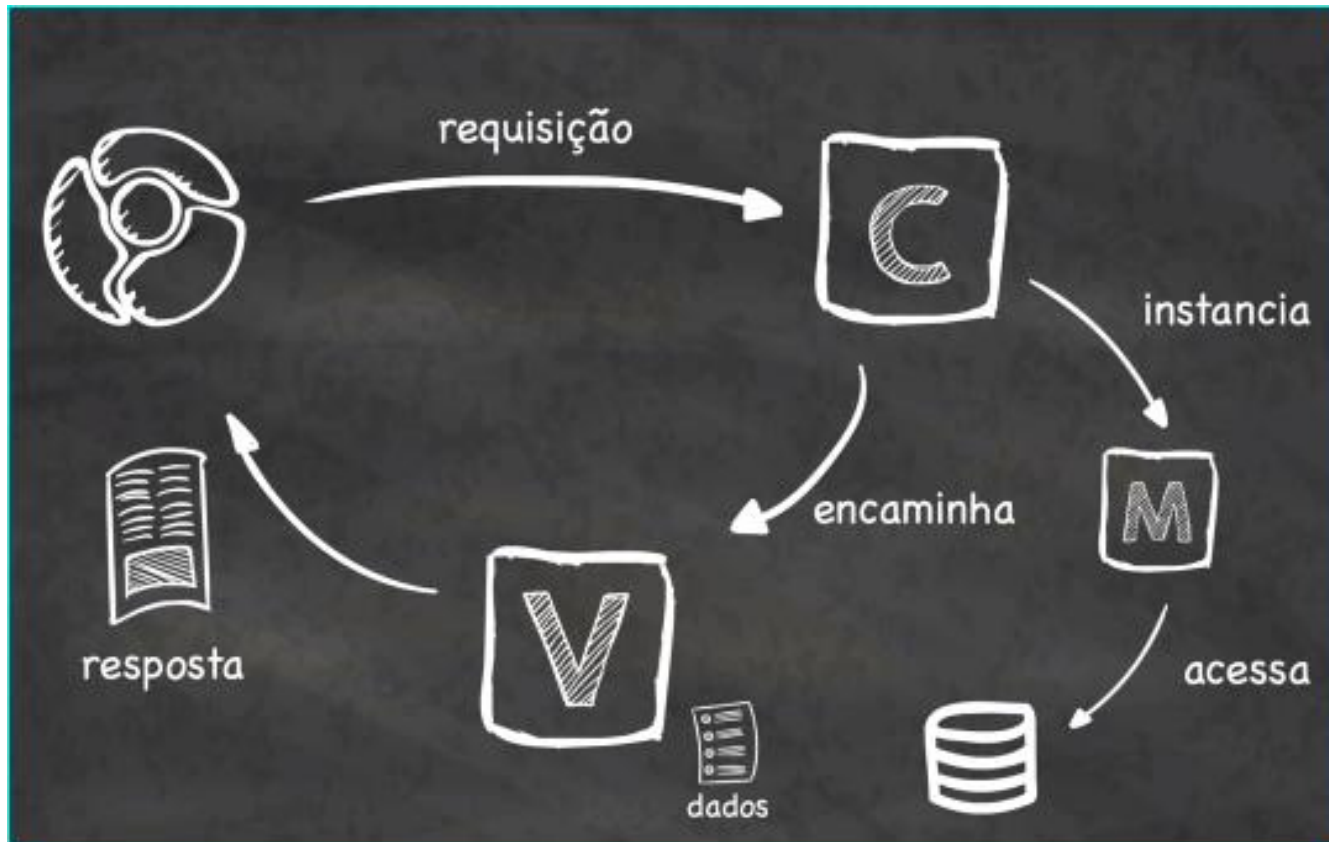 requisição
C
instancia
encaminha
M
V
resposta
acessa
dados